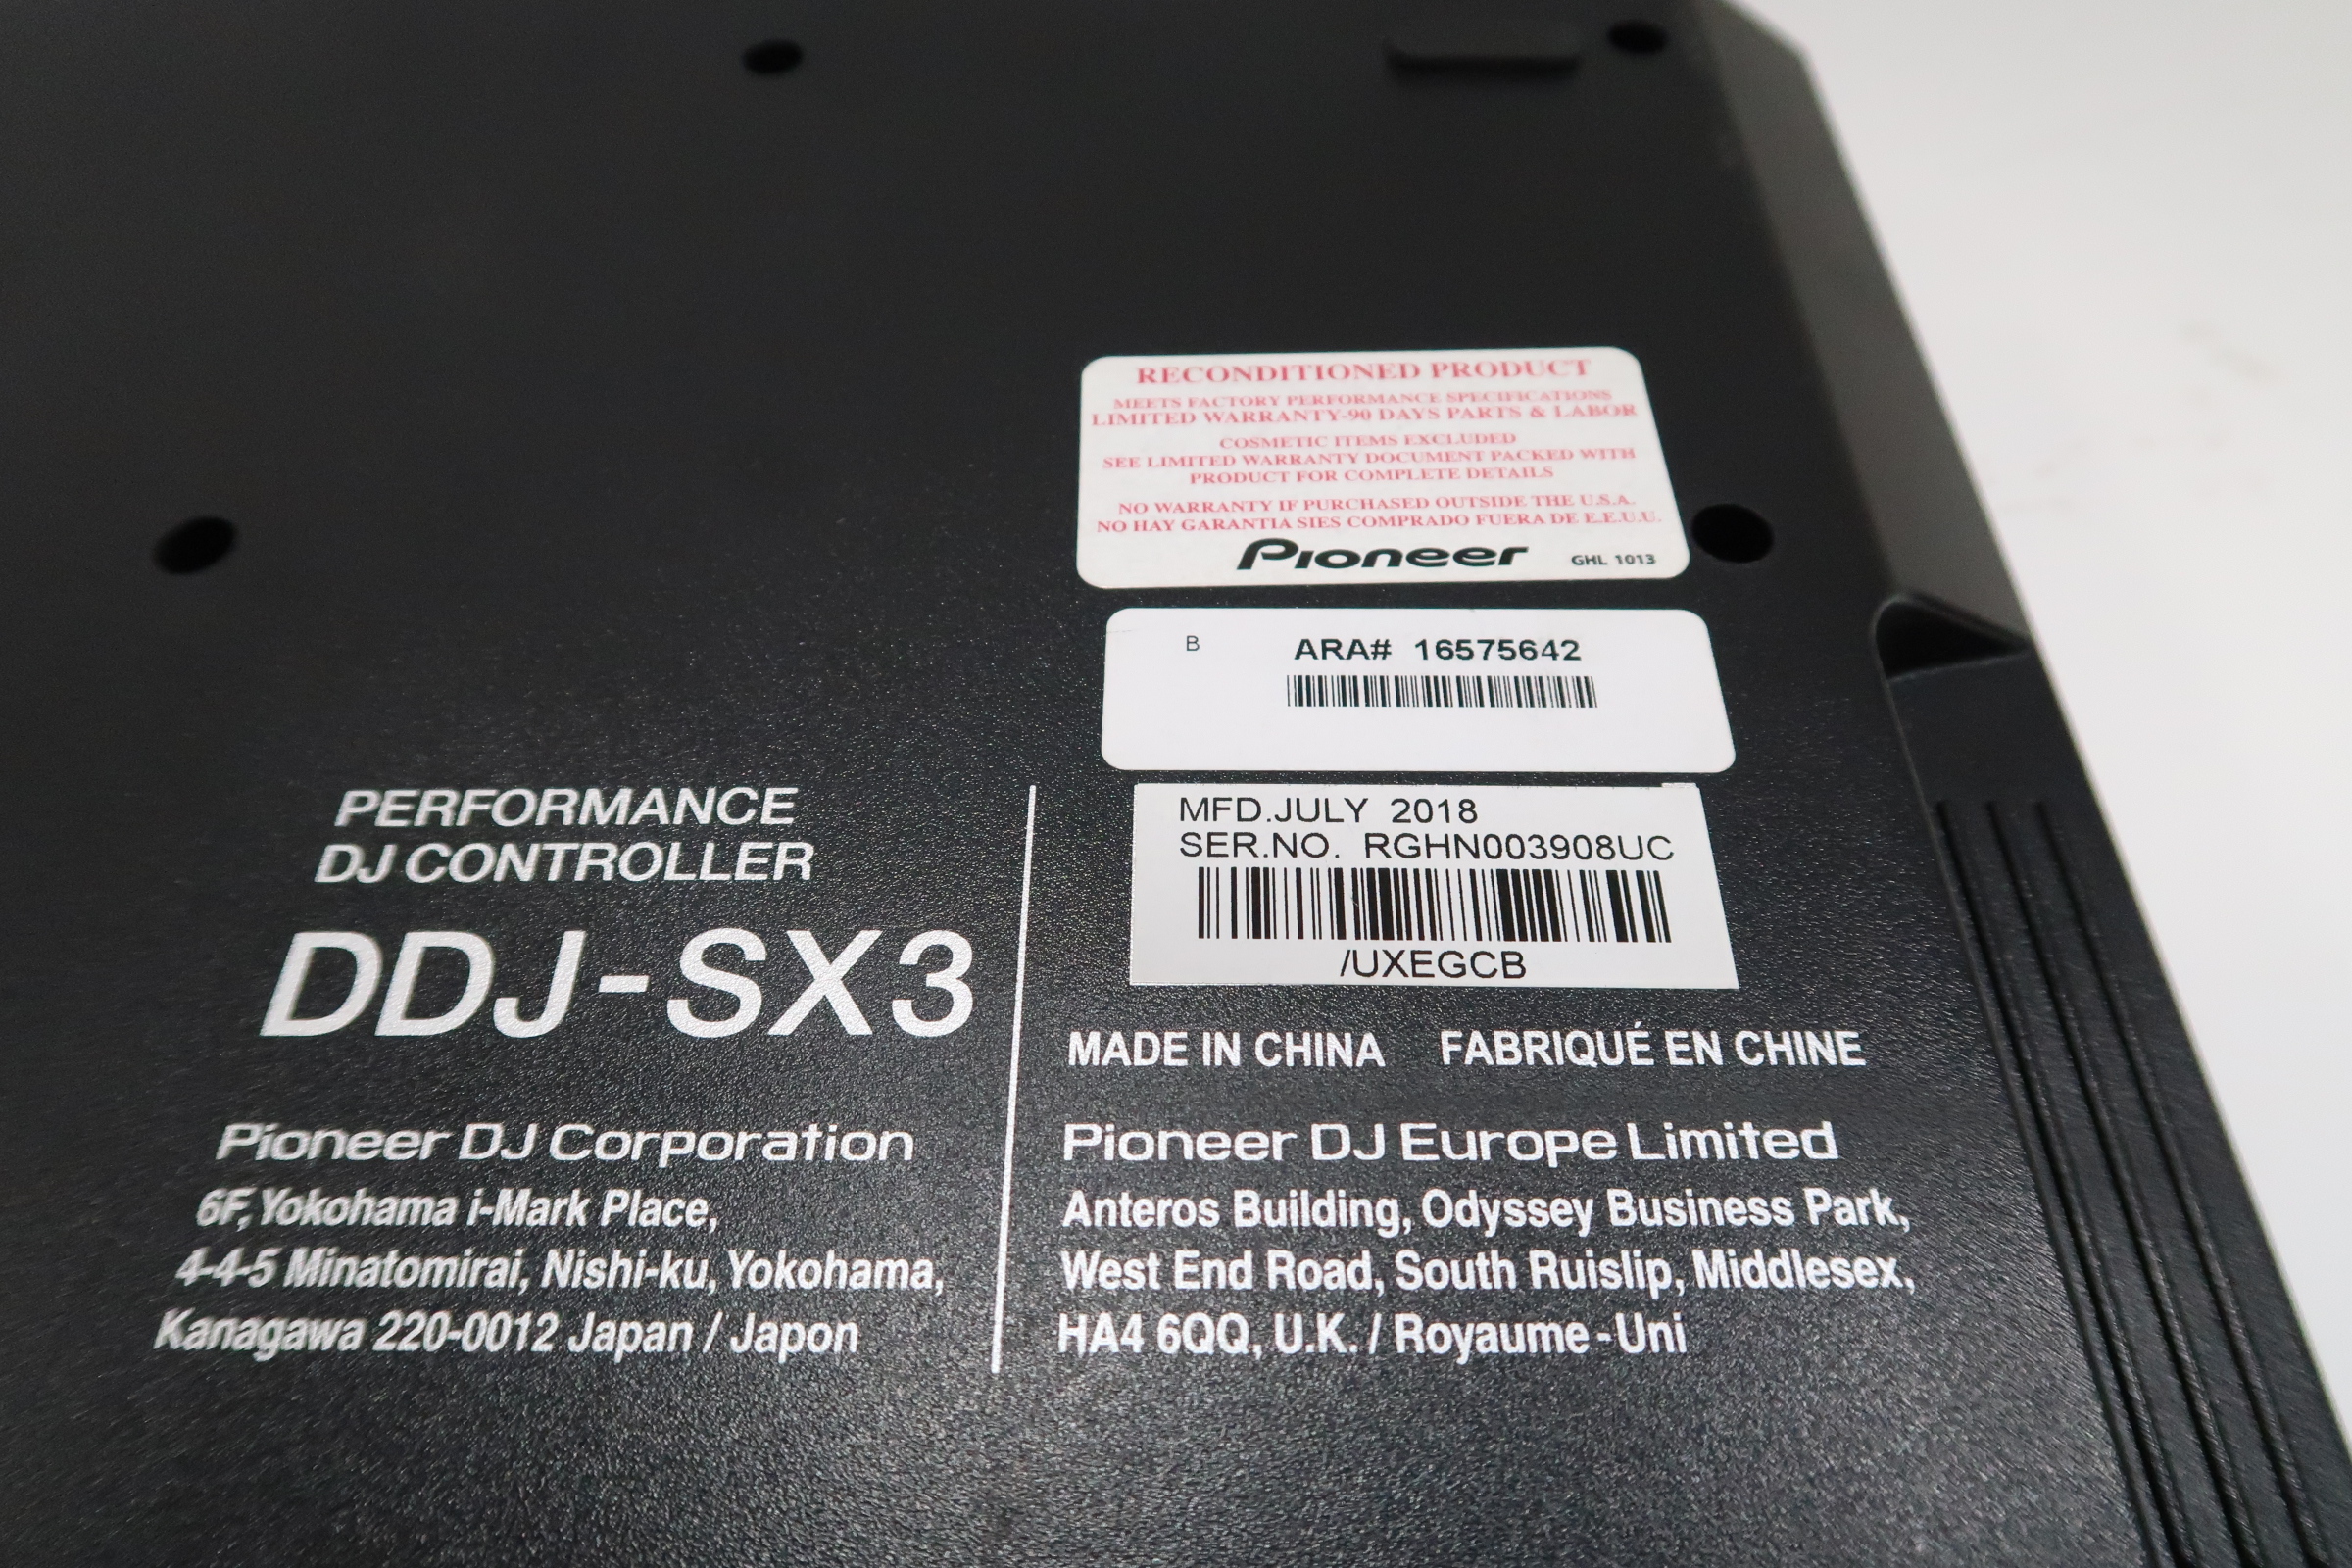 RECONDITIONED PRODUCT
MEETS FACTORY PERFORMANCE SPECIFICATIONS
LIMITED WARRANTY-90 DAYS PARTS & LABOR
COSMETIC ITEMS EXCLUDED
SEE LIMITED WARRANTY DOCUMENT PACKED WITH
PRODUCT FOR COMPLETE DETAILS
NO WARRANTY IF PURCHASED OUTSIDE THE U.S.A.
NO HAY GARANTIA SIES COMPRADO FUERA DE E.E.U.U.
Pioneer GHL 1013
B ARA# 16575642
MFD.JULY 2018
SER.NO. RGHN003908UC
/UXEGCB
PERFORMANCE
DJ CONTROLLER
DDJ-SX3
Pioneer DJ Corporation
6F, Yokohama i-Mark Place,
4-4-5 Minatomirai, Nishi-ku, Yokohama,
Kanagawa 220-0012 Japan / Japon
MADE IN CHINA FABRIQUÉ EN CHINE
Pioneer DJ Europe Limited
Anteros Building, Odyssey Business Park,
West End Road, South Ruislip, Middlesex,
HA4 6QQ, U.K. / Royaume-Uni